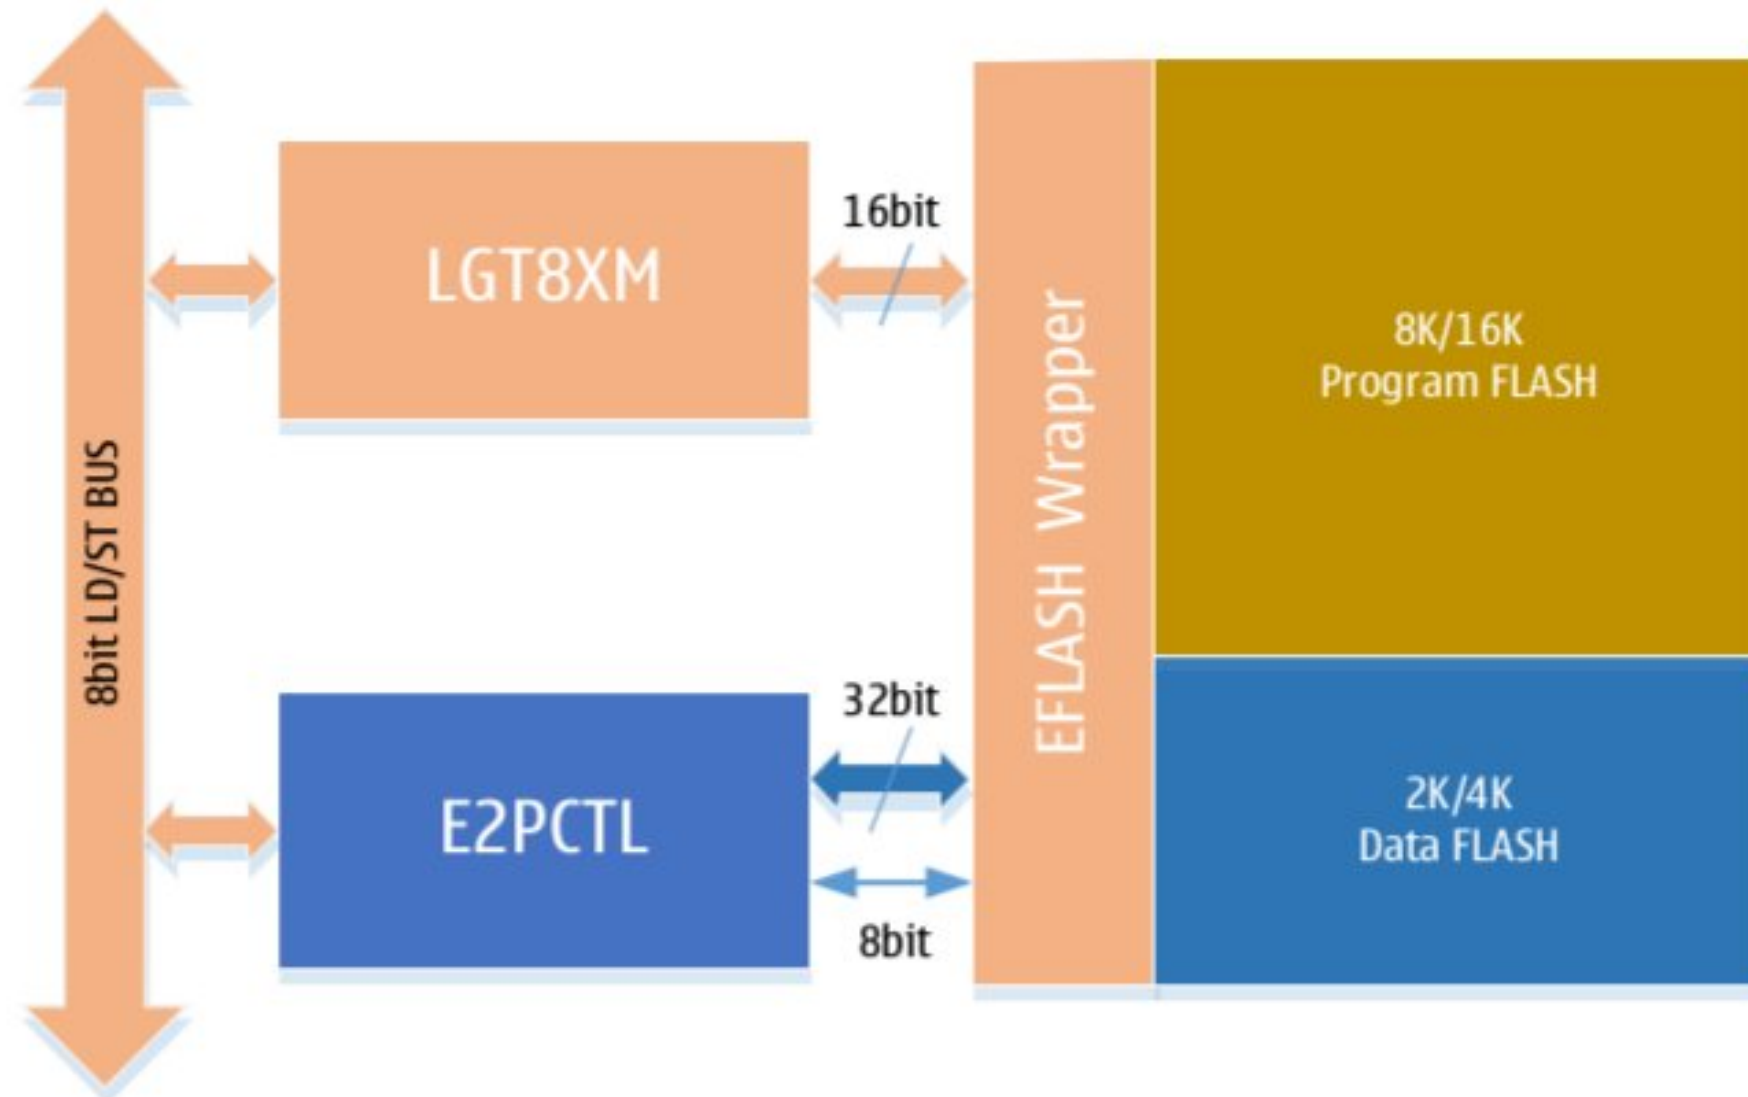 8bit LD/ST BUS
LGT8XM
16bit
E2PCTL
32bit
8bit
EFLASH Wrapper
8K/16K
Program FLASH
2K/4K
Data FLASH